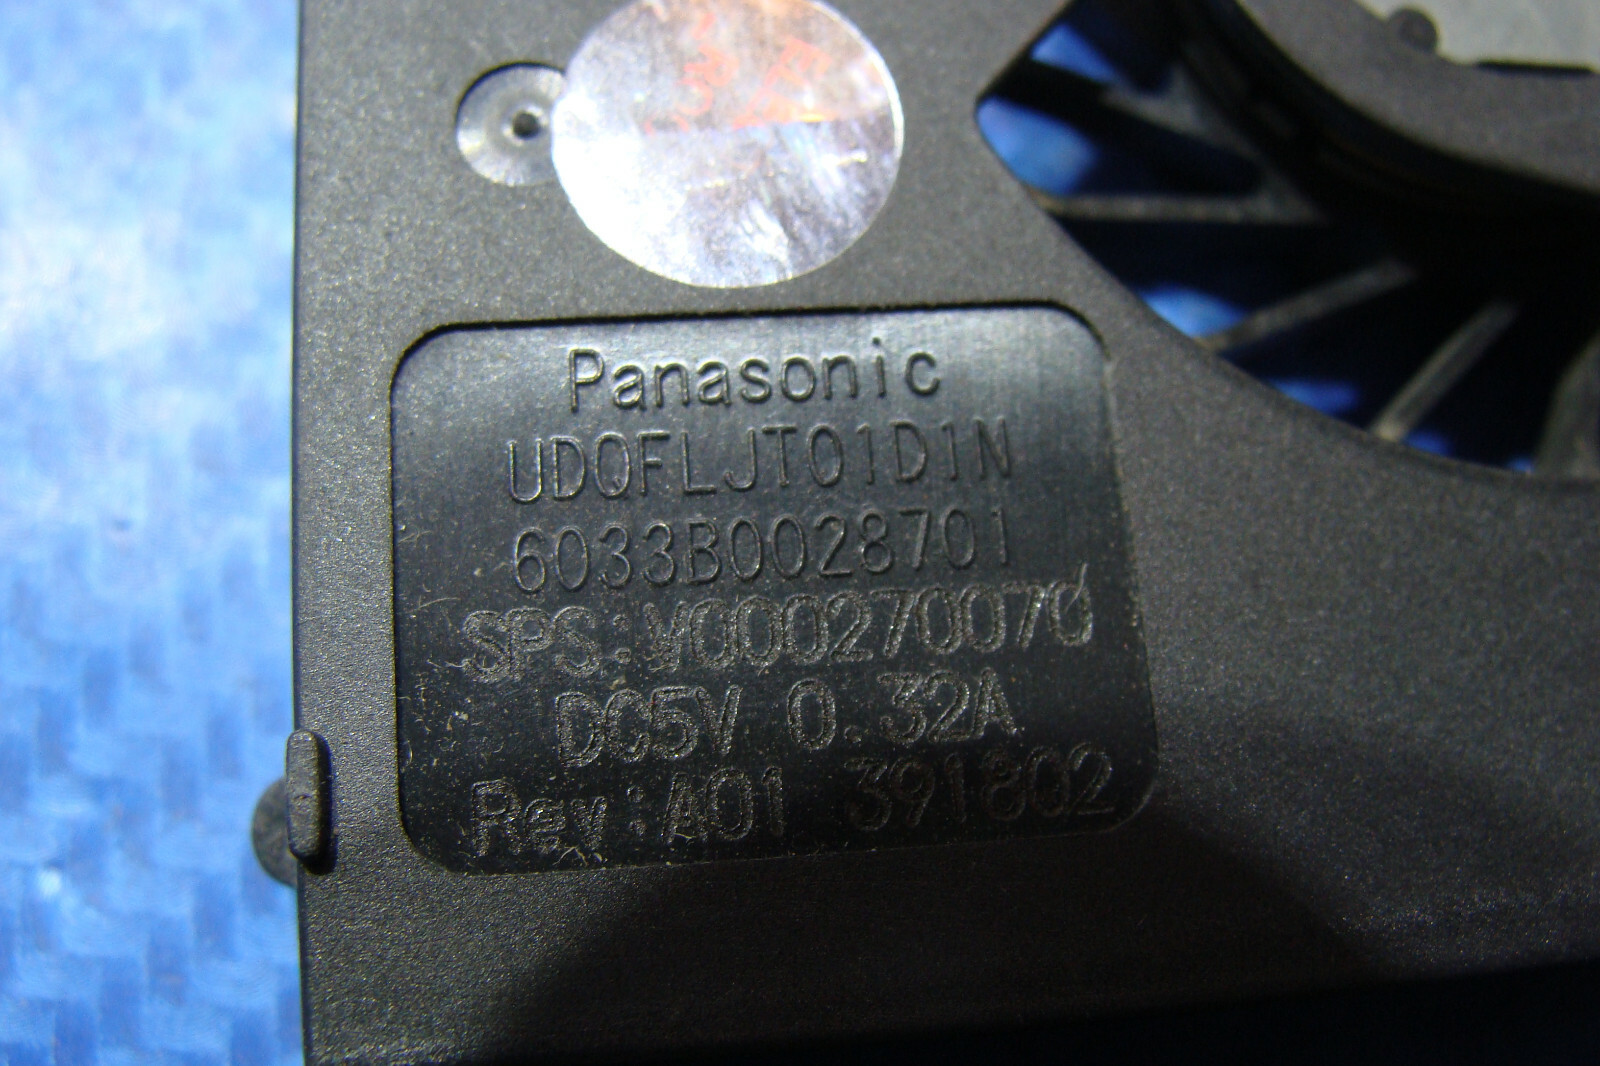 Panasonic
UDQFLJT01D1N
6033B0028701
SPS:V000270070
DC5V 0.32A
Rev:A01 391802